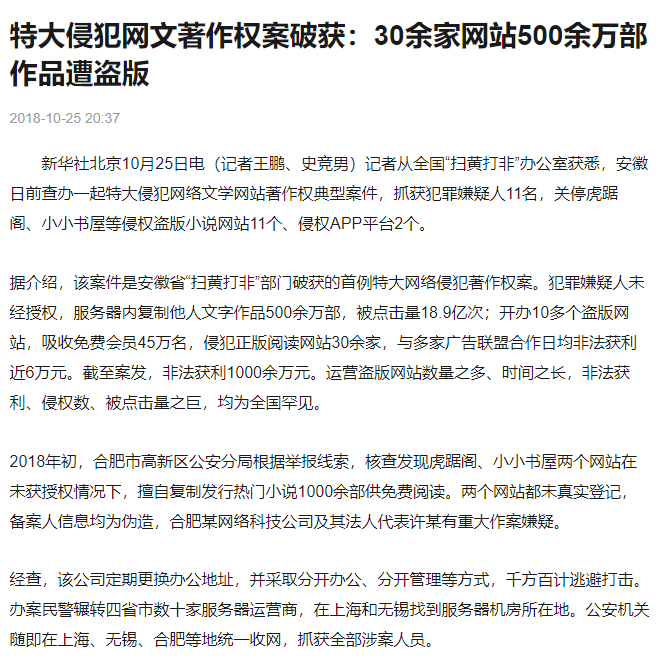 特大侵犯网文著作权案破获：30余家网站500余万部
作品遭盗版
2018-10-25 20:37
新华社北京10月25日电（记者王鹏、史竞男）记者从全国“扫黄打非”办公室获悉，安徽
日前查办一起特大侵犯网络文学网站著作权典型案件，抓获犯罪嫌疑人11名，关停虎踞
阁、小小书屋等侵权盗版小说网站11个、侵权APP平台2个。
据介绍，该案件是安徽省“扫黄打非”部门破获的首例特大网络侵犯著作权案。犯罪嫌疑人未
经授权，服务器内复制他人文字作品500余万部，被点击量18.9亿次；开办10多个盗版网
站，吸收免费会员45万名，侵犯正版阅读网站30余家，与多家广告联盟合作日均非法获利
近6万元。截至案发，非法获利1000余万元。运营盗版网站数量之多、时间之长，非法获
利、侵权数、被点击量之巨，均为全国罕见。
2018年初，合肥市高新区公安分局根据举报线索，核查发现虎踞阁、小小书屋两个网站在
未获授权情况下，擅自复制发行热门小说1000余部供免费阅读。两个网站都未真实登记，
备案人信息均为伪造，合肥某网络科技公司及其法人代表许某有重大作案嫌疑。
经查，该公司定期更换办公地址，并采取分开办公、分开管理等方式，千方百计逃避打击。
办案民警辗转四省市数十家服务器运营商，在上海和无锡找到服务器机房所在地。公安机关
随即在上海、无锡、合肥等地统一收网，抓获全部涉案人员。